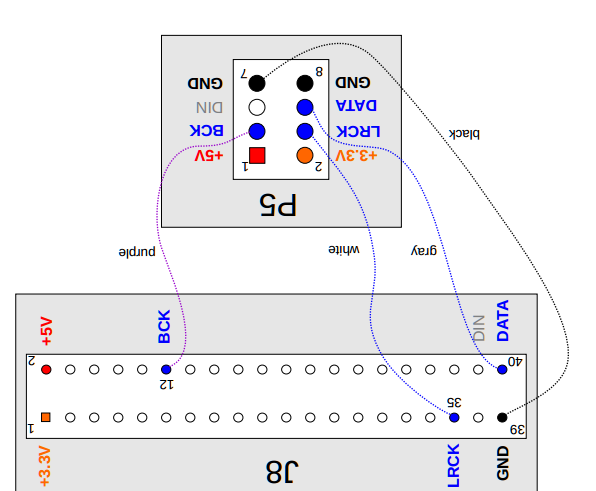 7 8
GND GND
DIN DATA
BCK LRCK
+5V +3.3V
1 2
P5
black
purple white gray
+5V BCK DIN DATA
2 40
12
35
1 39
+3.3V LRCK GND
J8